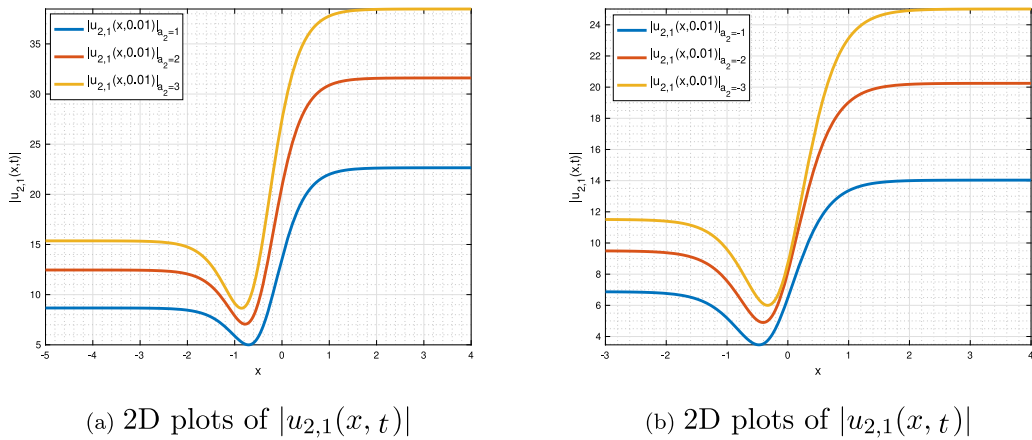 |u2,1(x,0.01)|a2=1
|u2,1(x,0.01)|a2=2
|u2,1(x,0.01)|a2=3
35
30
25
20
15
10
5
|u2,1(x,t)|
-5 -4 -3 -2 -1 0 1 2 3 4
x
(a) 2D plots of |u2,1(x, t)|
|u2,1(x,0.01)|a2=-1
|u2,1(x,0.01)|a2=-2
|u2,1(x,0.01)|a2=-3
24
22
20
18
16
14
12
10
8
6
4
|u2,1(x,t)|
-3 -2 -1 0 1 2 3 4
x
(b) 2D plots of |u2,1(x, t)|